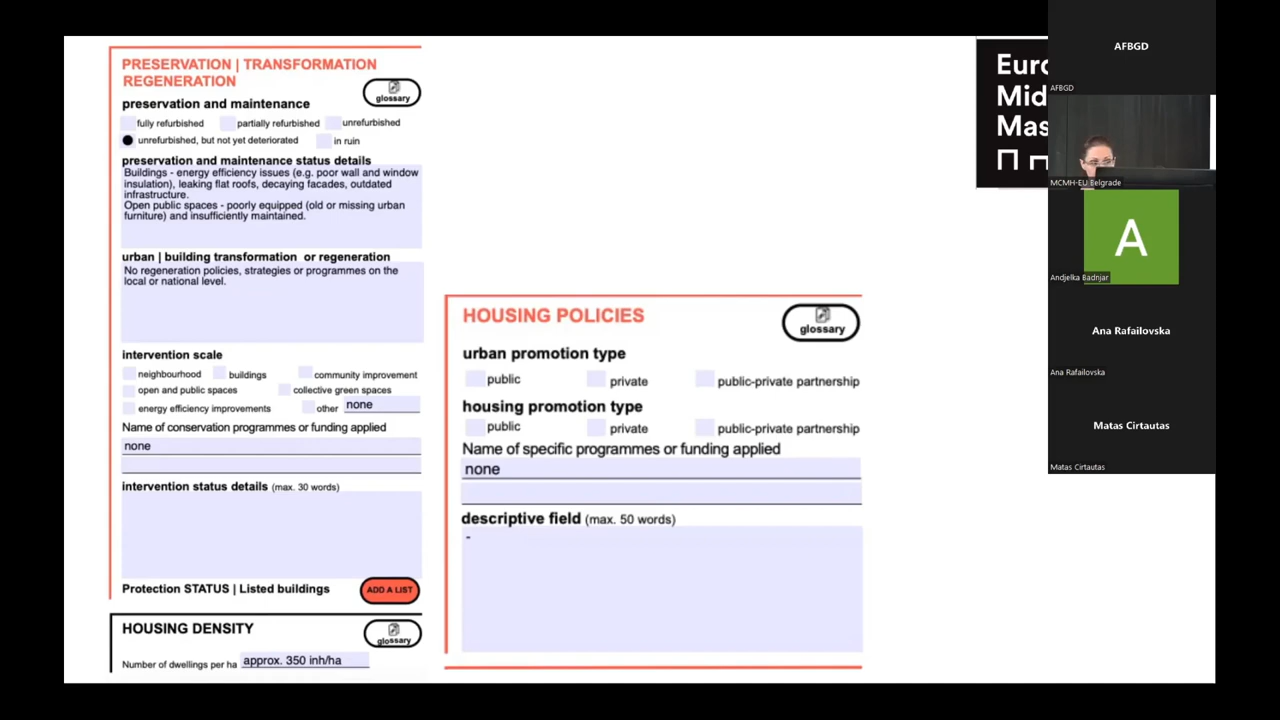 PRESERVATION | TRANSFORMATION
REGENERATION
glossary
preservation and maintenance
fully refurbished partially refurbished unrefurbished
unrefurbished, but not yet deteriorated in ruin
preservation and maintenance status details
Buildings - energy efficiency issues (e.g. poor wall and window
insulation), leaking flat roofs, decaying facades, outdated
infrastructure.
Open public spaces - poorly equipped (old or missing urban
furniture) and insufficiently maintained.
urban | building transformation or regeneration
No regeneration policies, strategies or programmes on the
local or national level.
intervention scale
neighbourhood buildings community improvement
open and public spaces collective green spaces
energy efficiency improvements other none
Name of conservation programmes or funding applied
none
intervention status details (max. 30 words)
Protection STATUS | Listed buildings ADD A LIST
HOUSING DENSITY
glossary
Number of dwellings per ha approx. 350 inh/ha
HOUSING POLICIES
glossary
urban promotion type
public private public-private partnership
housing promotion type
public private public-private partnership
Name of specific programmes or funding applied
none
descriptive field (max. 50 words)
-
Euro
Mid
Mas
AFBGD
AFBGD
MCMH-EU Belgrade
A
Andjelka Badnjar
Ana Rafailovska
Ana Rafailovska
Matas Cirtautas
Matas Cirtautas